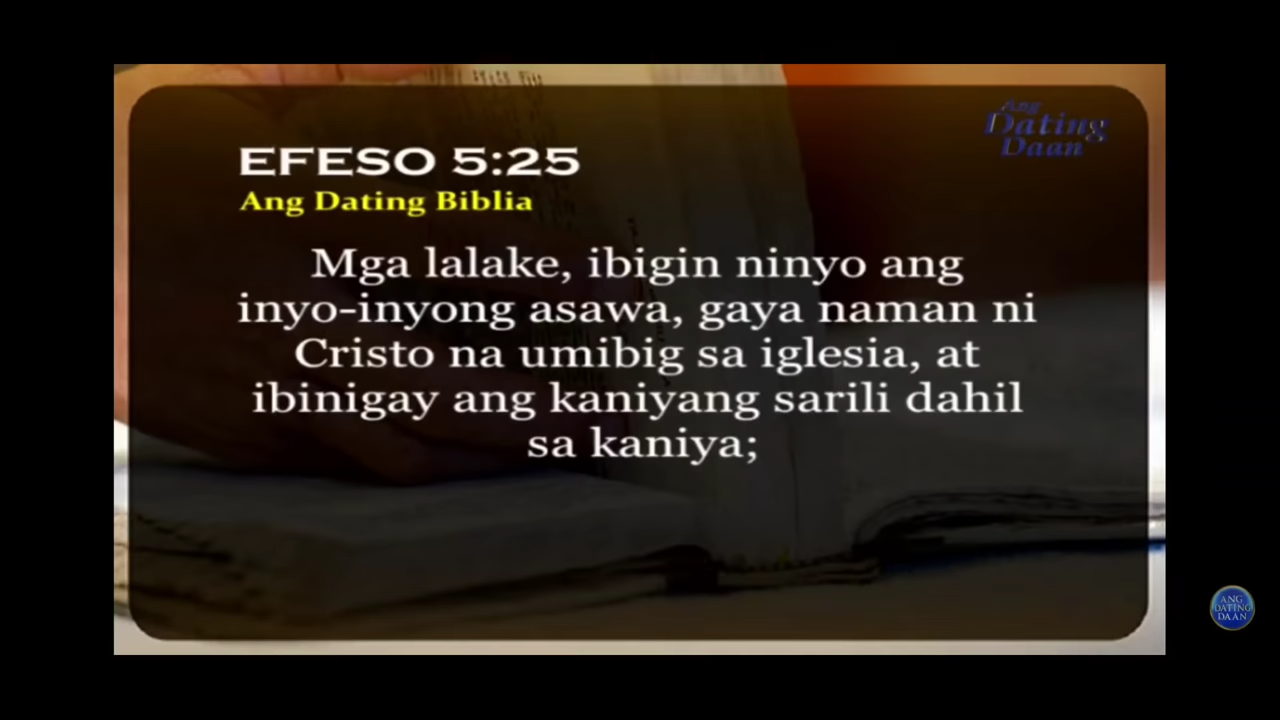 Ang
Dating
Daan
EFESO 5:25
Ang Dating Biblia
Mga lalake, ibigin ninyo ang
inyo-inyong asawa, gaya naman ni
Cristo na umibig sa iglesia, at
ibinigay ang kaniyang sarili dahil
sa kaniya;
ANG
DATING
DAAN